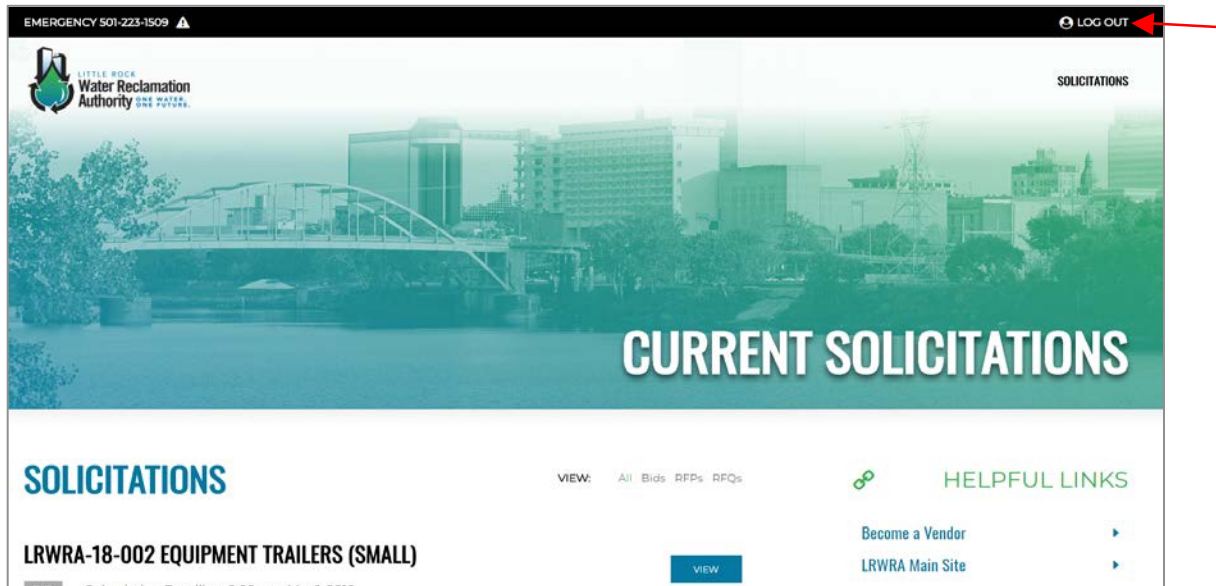 EMERGENCY 501-223-1509
LOG OUT
LITTLE ROCK
Water Reclamation
Authority ONE WATER. ONE FUTURE.
SOLICITATIONS
CURRENT SOLICITATIONS
SOLICITATIONS
VIEW: All Bids RFPs RFQs
HELPFUL LINKS
Become a Vendor
LRWRA-18-002 EQUIPMENT TRAILERS (SMALL)
VIEW
LRWRA Main Site